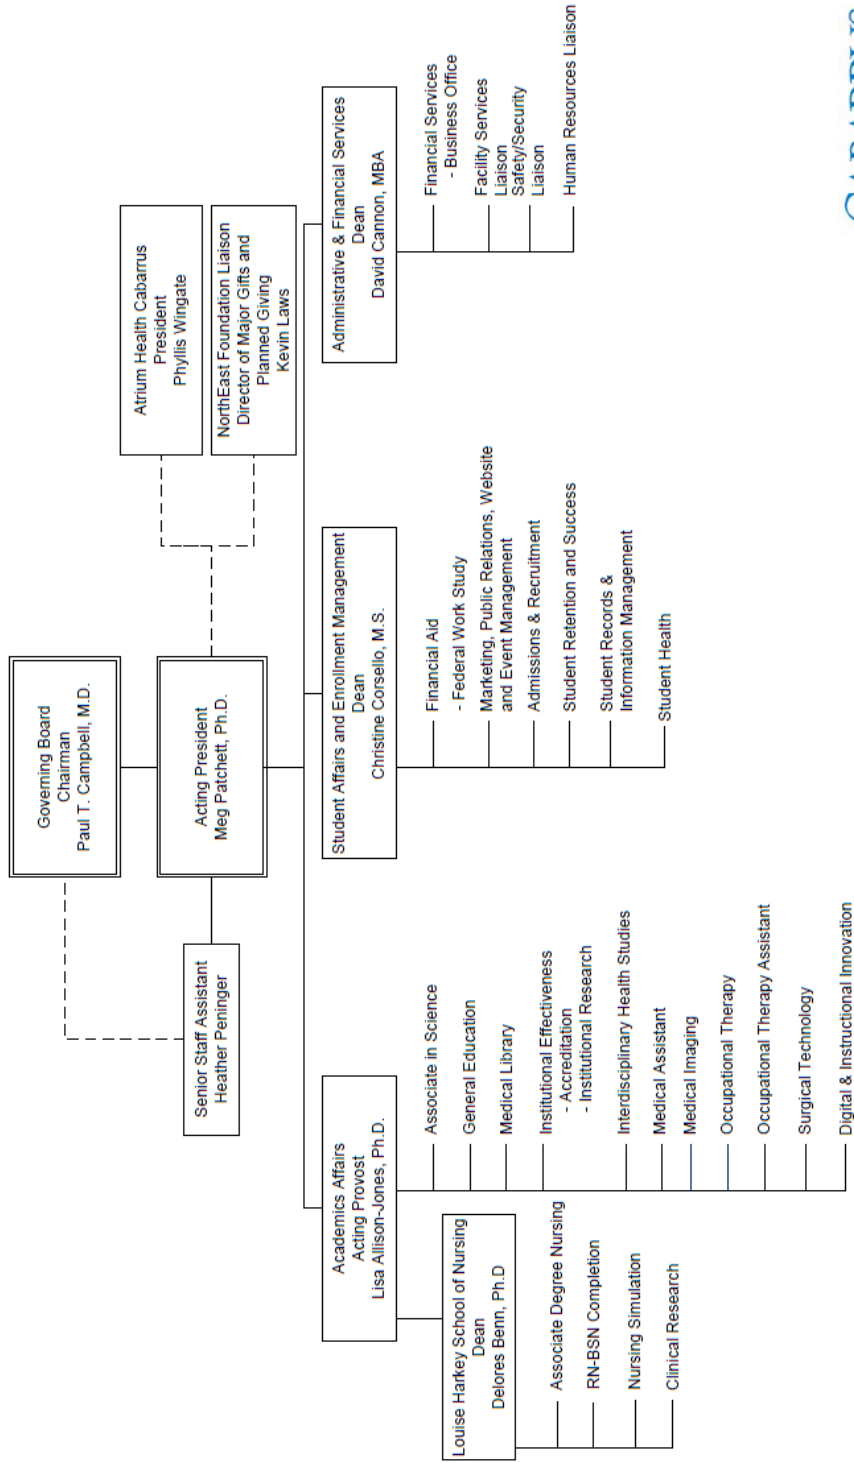 Governing Board
Chairman
Paul T. Campbell, M.D.
Acting President
Meg Patchett, Ph.D.
Senior Staff Assistant
Heather Peninger
Atrium Health Cabarrus
President
Phyllis Wingate
NorthEast Foundation Liaison
Director of Major Gifts and
Planned Giving
Kevin Laws
Academics Affairs
Acting Provost
Lisa Allison-Jones, Ph.D.
Louise Harkey School of Nursing
Dean
Delores Benn, Ph.D
Associate Degree Nursing
RN-BSN Completion
Nursing Simulation
Clinical Research
Associate in Science
General Education
Medical Library
Institutional Effectiveness
- Accreditation
- Institutional Research
Interdisciplinary Health Studies
Medical Assistant
Medical Imaging
Occupational Therapy
Occupational Therapy Assistant
Surgical Technology
Digital & Instructional Innovation
Student Affairs and Enrollment Management
Dean
Christine Corsello, M.S.
Financial Aid
- Federal Work Study
Marketing, Public Relations, Website
and Event Management
Admissions & Recruitment
Student Retention and Success
Student Records &
Information Management
Student Health
Administrative & Financial Services
Dean
David Cannon, MBA
Financial Services
- Business Office
Facility Services
Liaison
Safety/Security
Liaison
Human Resources Liaison